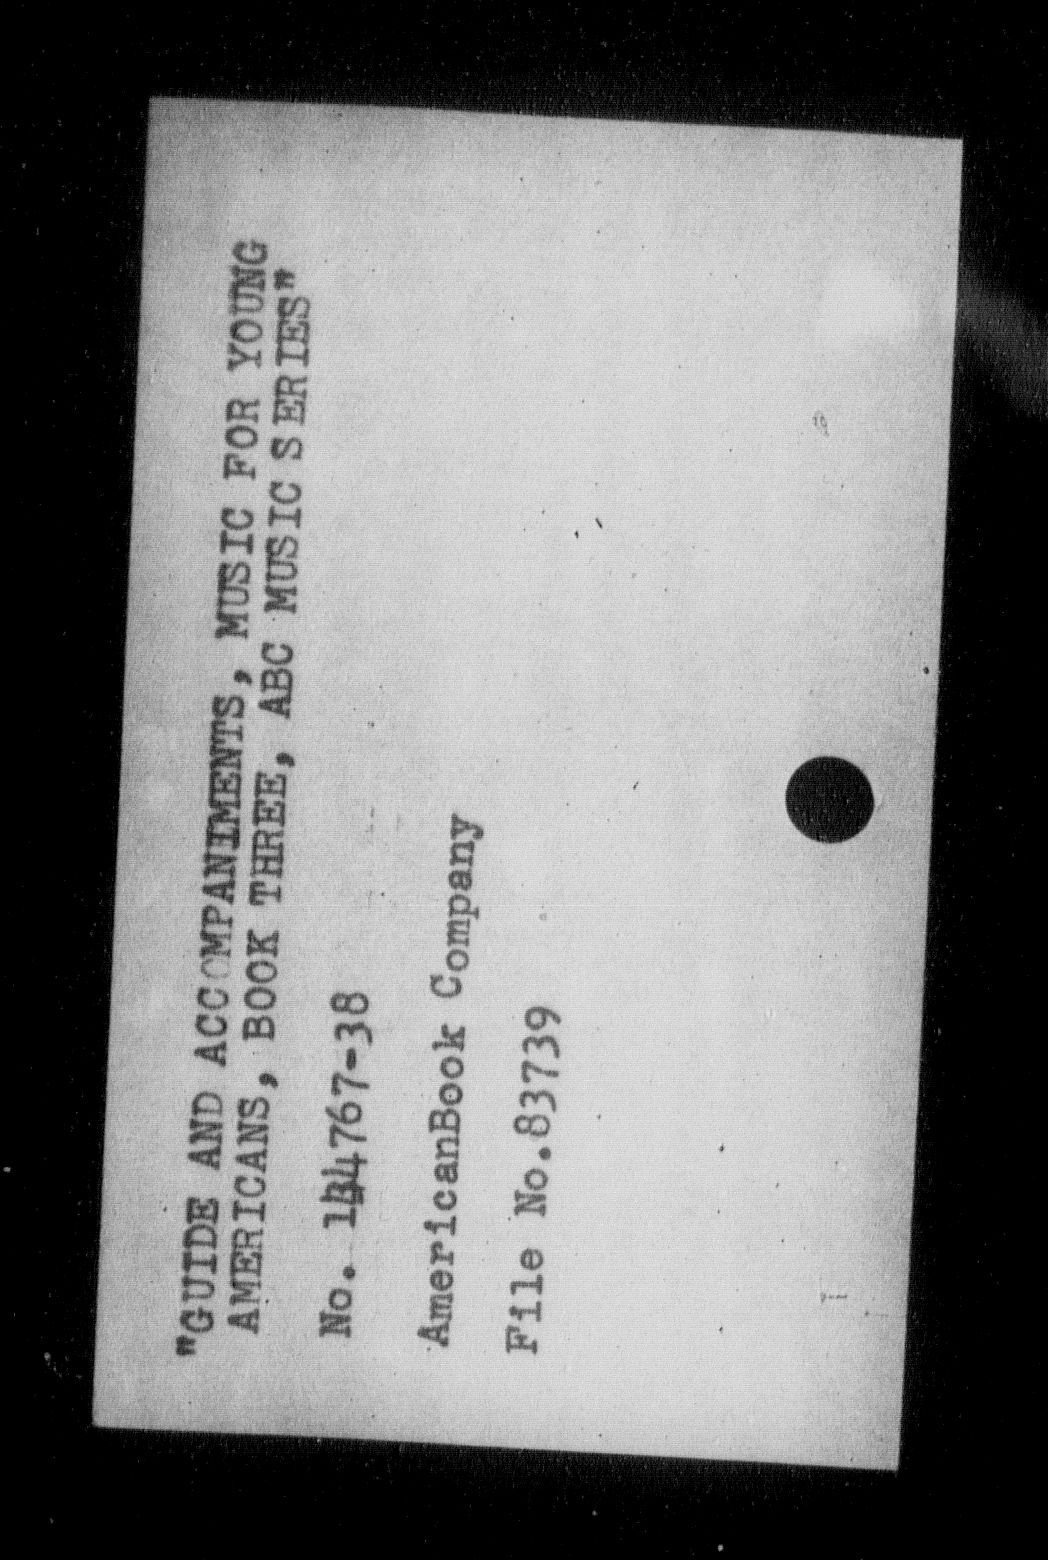 "GUIDE AND ACCOMPANIMENTS, MUSIC FOR YOUNG
AMERICANS, BOOK THREE, ABC MUSIC SERIES"
No. 14767-38
AmericanBook Company
File No.83739